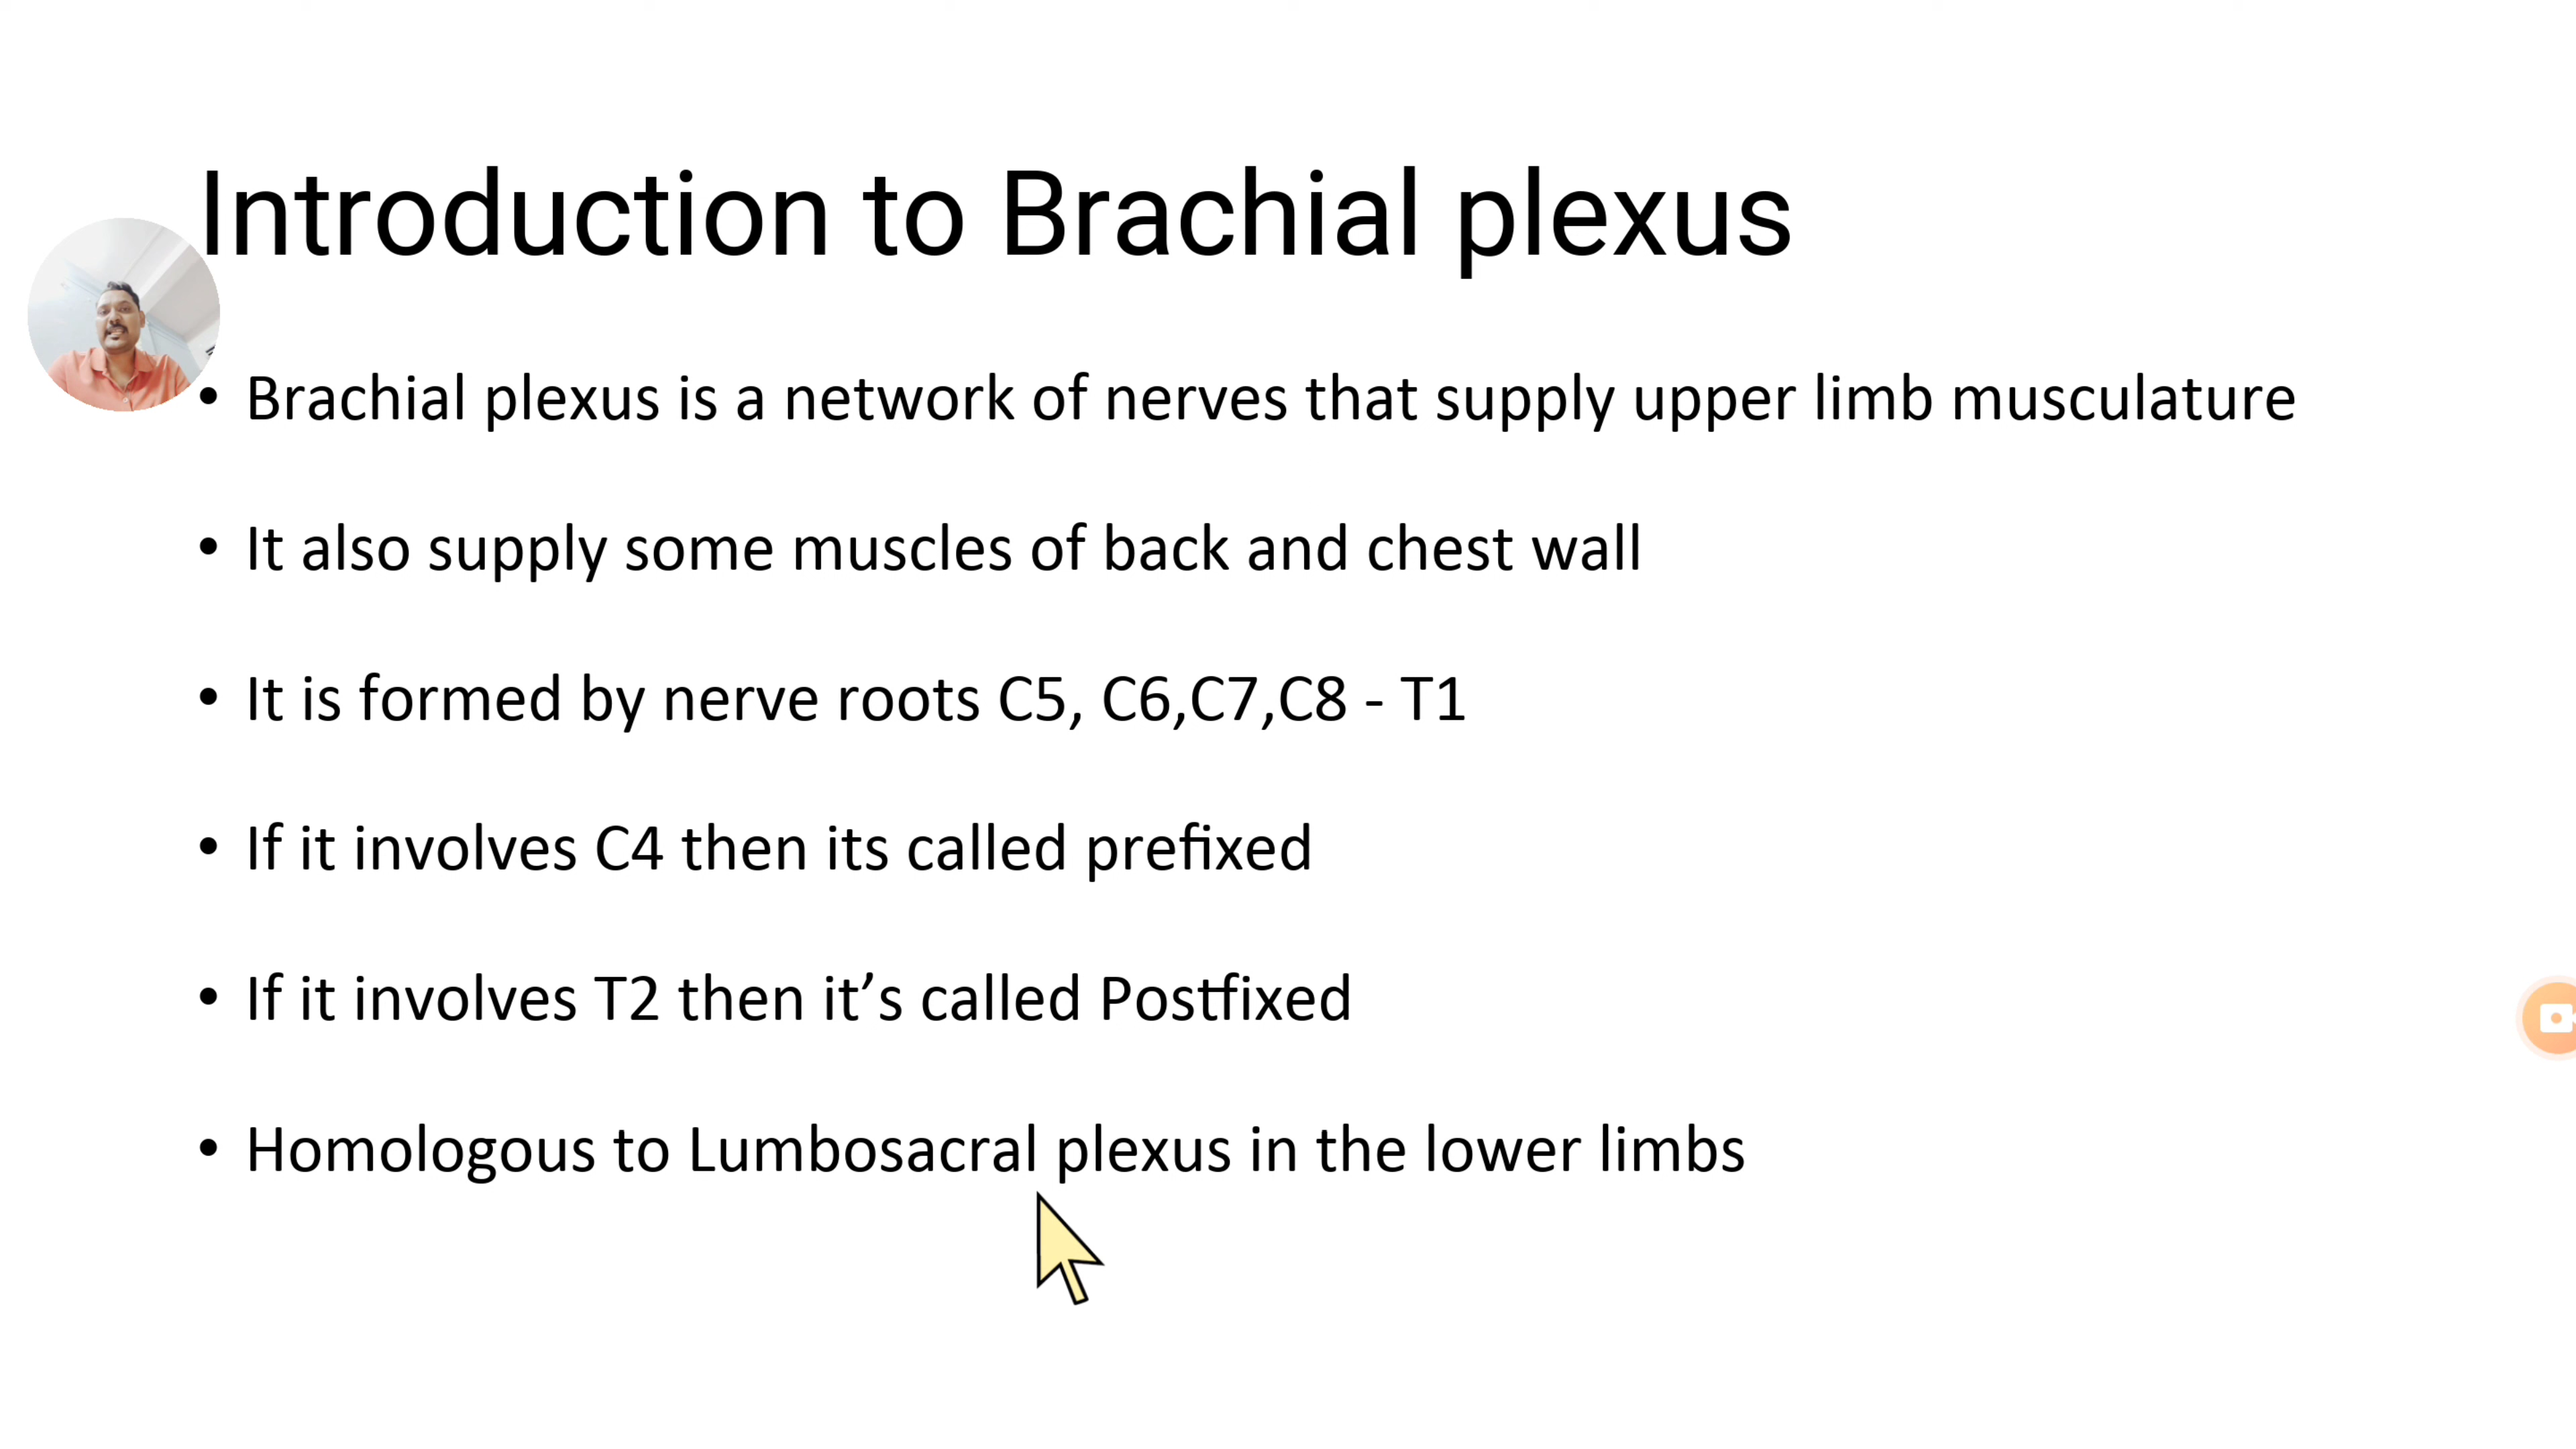 Introduction to Brachial plexus
• Brachial plexus is a network of nerves that supply upper limb musculature
• It also supply some muscles of back and chest wall
• It is formed by nerve roots C5, C6,C7,C8 - T1
• If it involves C4 then its called prefixed
• If it involves T2 then it’s called Postfixed
• Homologous to Lumbosacral plexus in the lower limbs